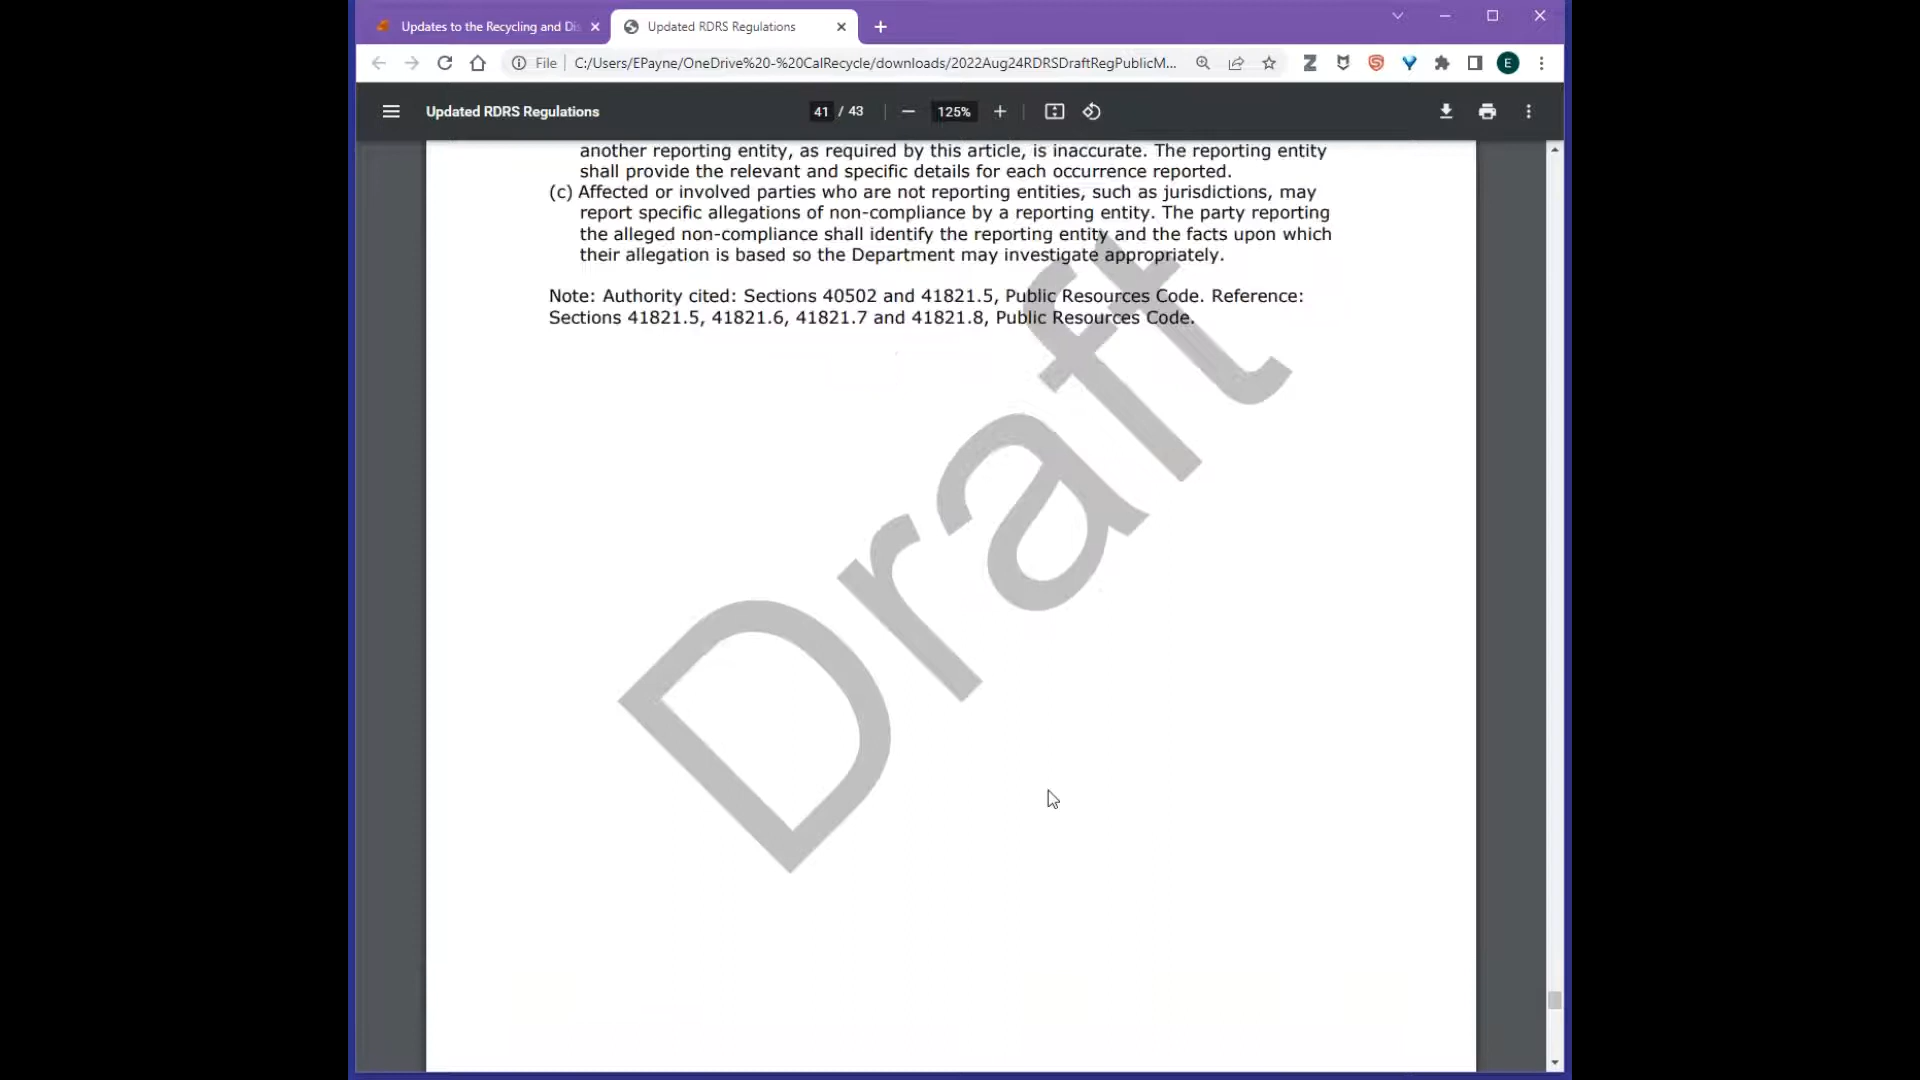 Updates to the Recycling and Dis
Updated RDRS Regulations
File
C:/Users/EPayne/OneDrive%20-%20CalRecycle/downloads/2022Aug24RDRSDraftRegPublicM...
E
Updated RDRS Regulations
41 / 43
125%
another reporting entity, as required by this article, is inaccurate. The reporting entity
shall provide the relevant and specific details for each occurrence reported.
(c) Affected or involved parties who are not reporting entities, such as jurisdictions, may
report specific allegations of non-compliance by a reporting entity. The party reporting
the alleged non-compliance shall identify the reporting entity and the facts upon which
their allegation is based so the Department may investigate appropriately.
Note: Authority cited: Sections 40502 and 41821.5, Public Resources Code. Reference:
Sections 41821.5, 41821.6, 41821.7 and 41821.8, Public Resources Code.
Draft